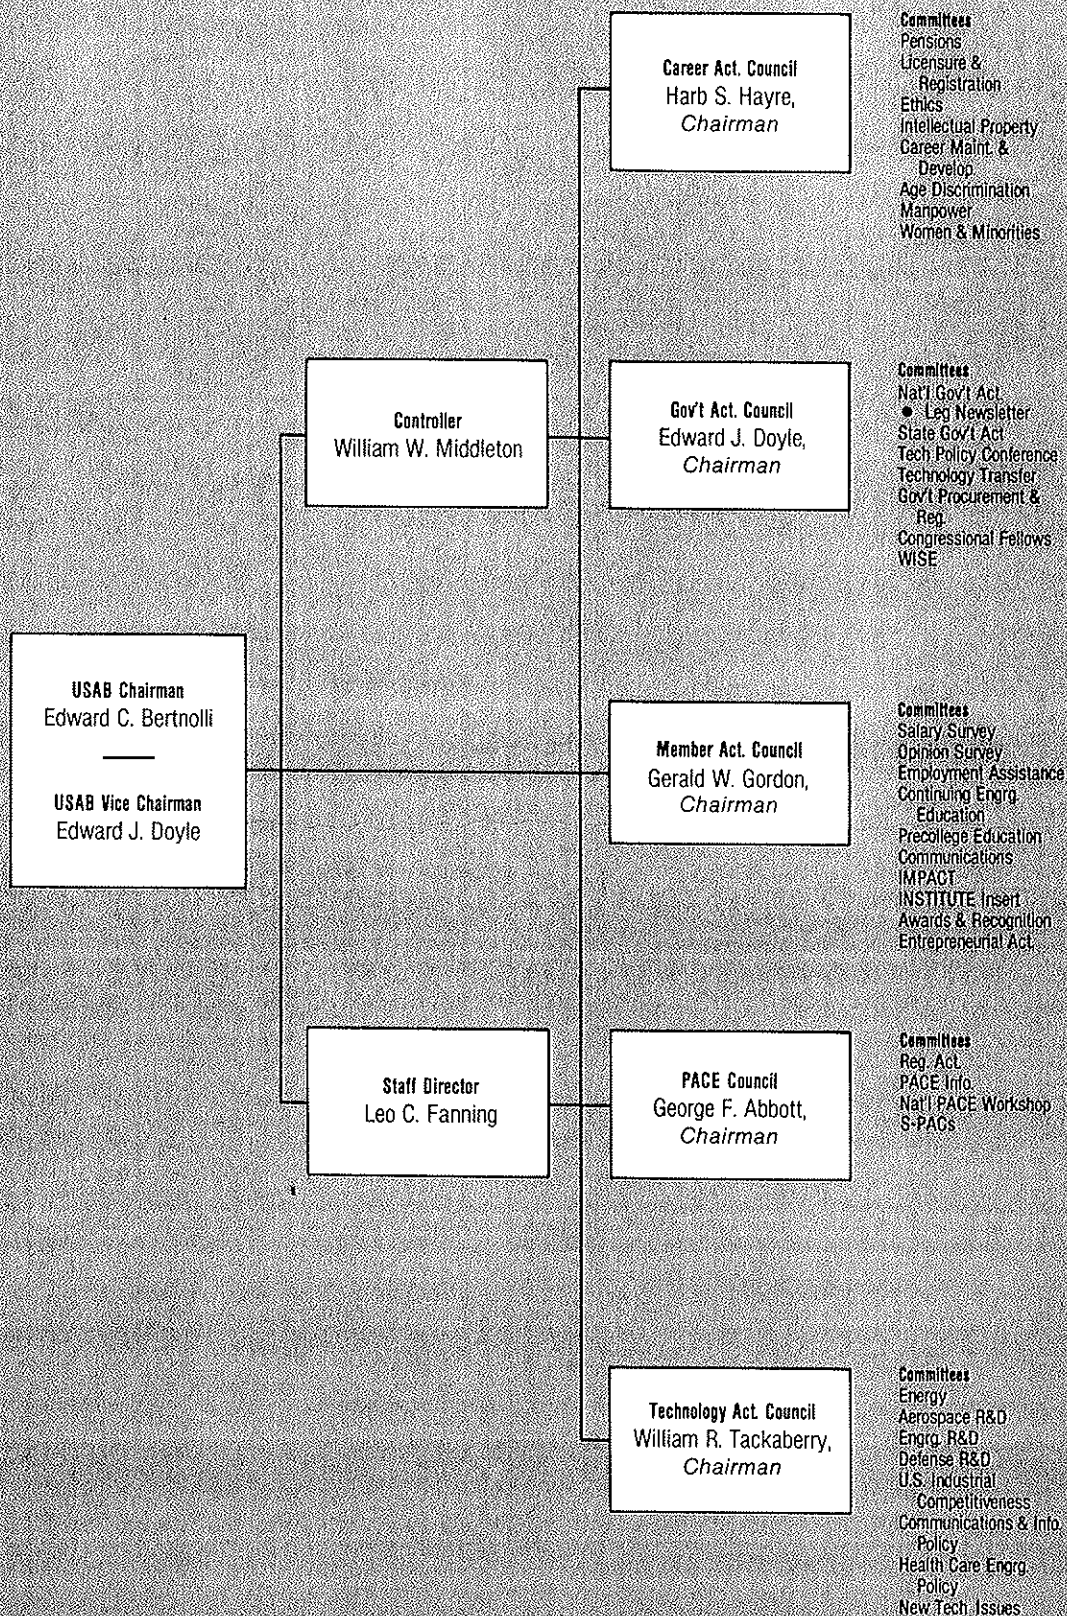 Career Act. Council
Harb S. Hayre,
Chairman
Committees
Pensions
Licensure &
Registration
Ethics
Intellectual Property
Career Maint. &
Develop.
Age Discrimination
Manpower
Women & Minorities
Controller
William W. Middleton
Gov't Act. Council
Edward J. Doyle,
Chairman
Committees
Nat'l Gov't Act.
● Leg Newsletter
State Gov't Act
Tech Policy Conference
Technology Transfer
Gov't Procurement &
Reg.
Congressional Fellows
WISE
USAB Chairman
Edward C. Bertnolli
USAB Vice Chairman
Edward J. Doyle
Member Act. Council
Gerald W. Gordon,
Chairman
Committees
Salary Survey
Opinion Survey
Employment Assistance
Continuing Engrg.
Education
Precollege Education
Communications
IMPACT
INSTITUTE Insert
Awards & Recognition
Entrepreneurial Act.
Staff Director
Leo C. Fanning
PACE Council
George F. Abbott,
Chairman
Committees
Reg. Act.
PACE Info.
Nat'l PACE Workshop
S-PACs
Technology Act. Council
William R. Tackaberry,
Chairman
Committees
Energy
Aerospace R&D
Engrg. R&D
Defense R&D
U.S. Industrial
Competitiveness
Communications & Info.
Policy
Health Care Engrg.
Policy
New Tech. Issues